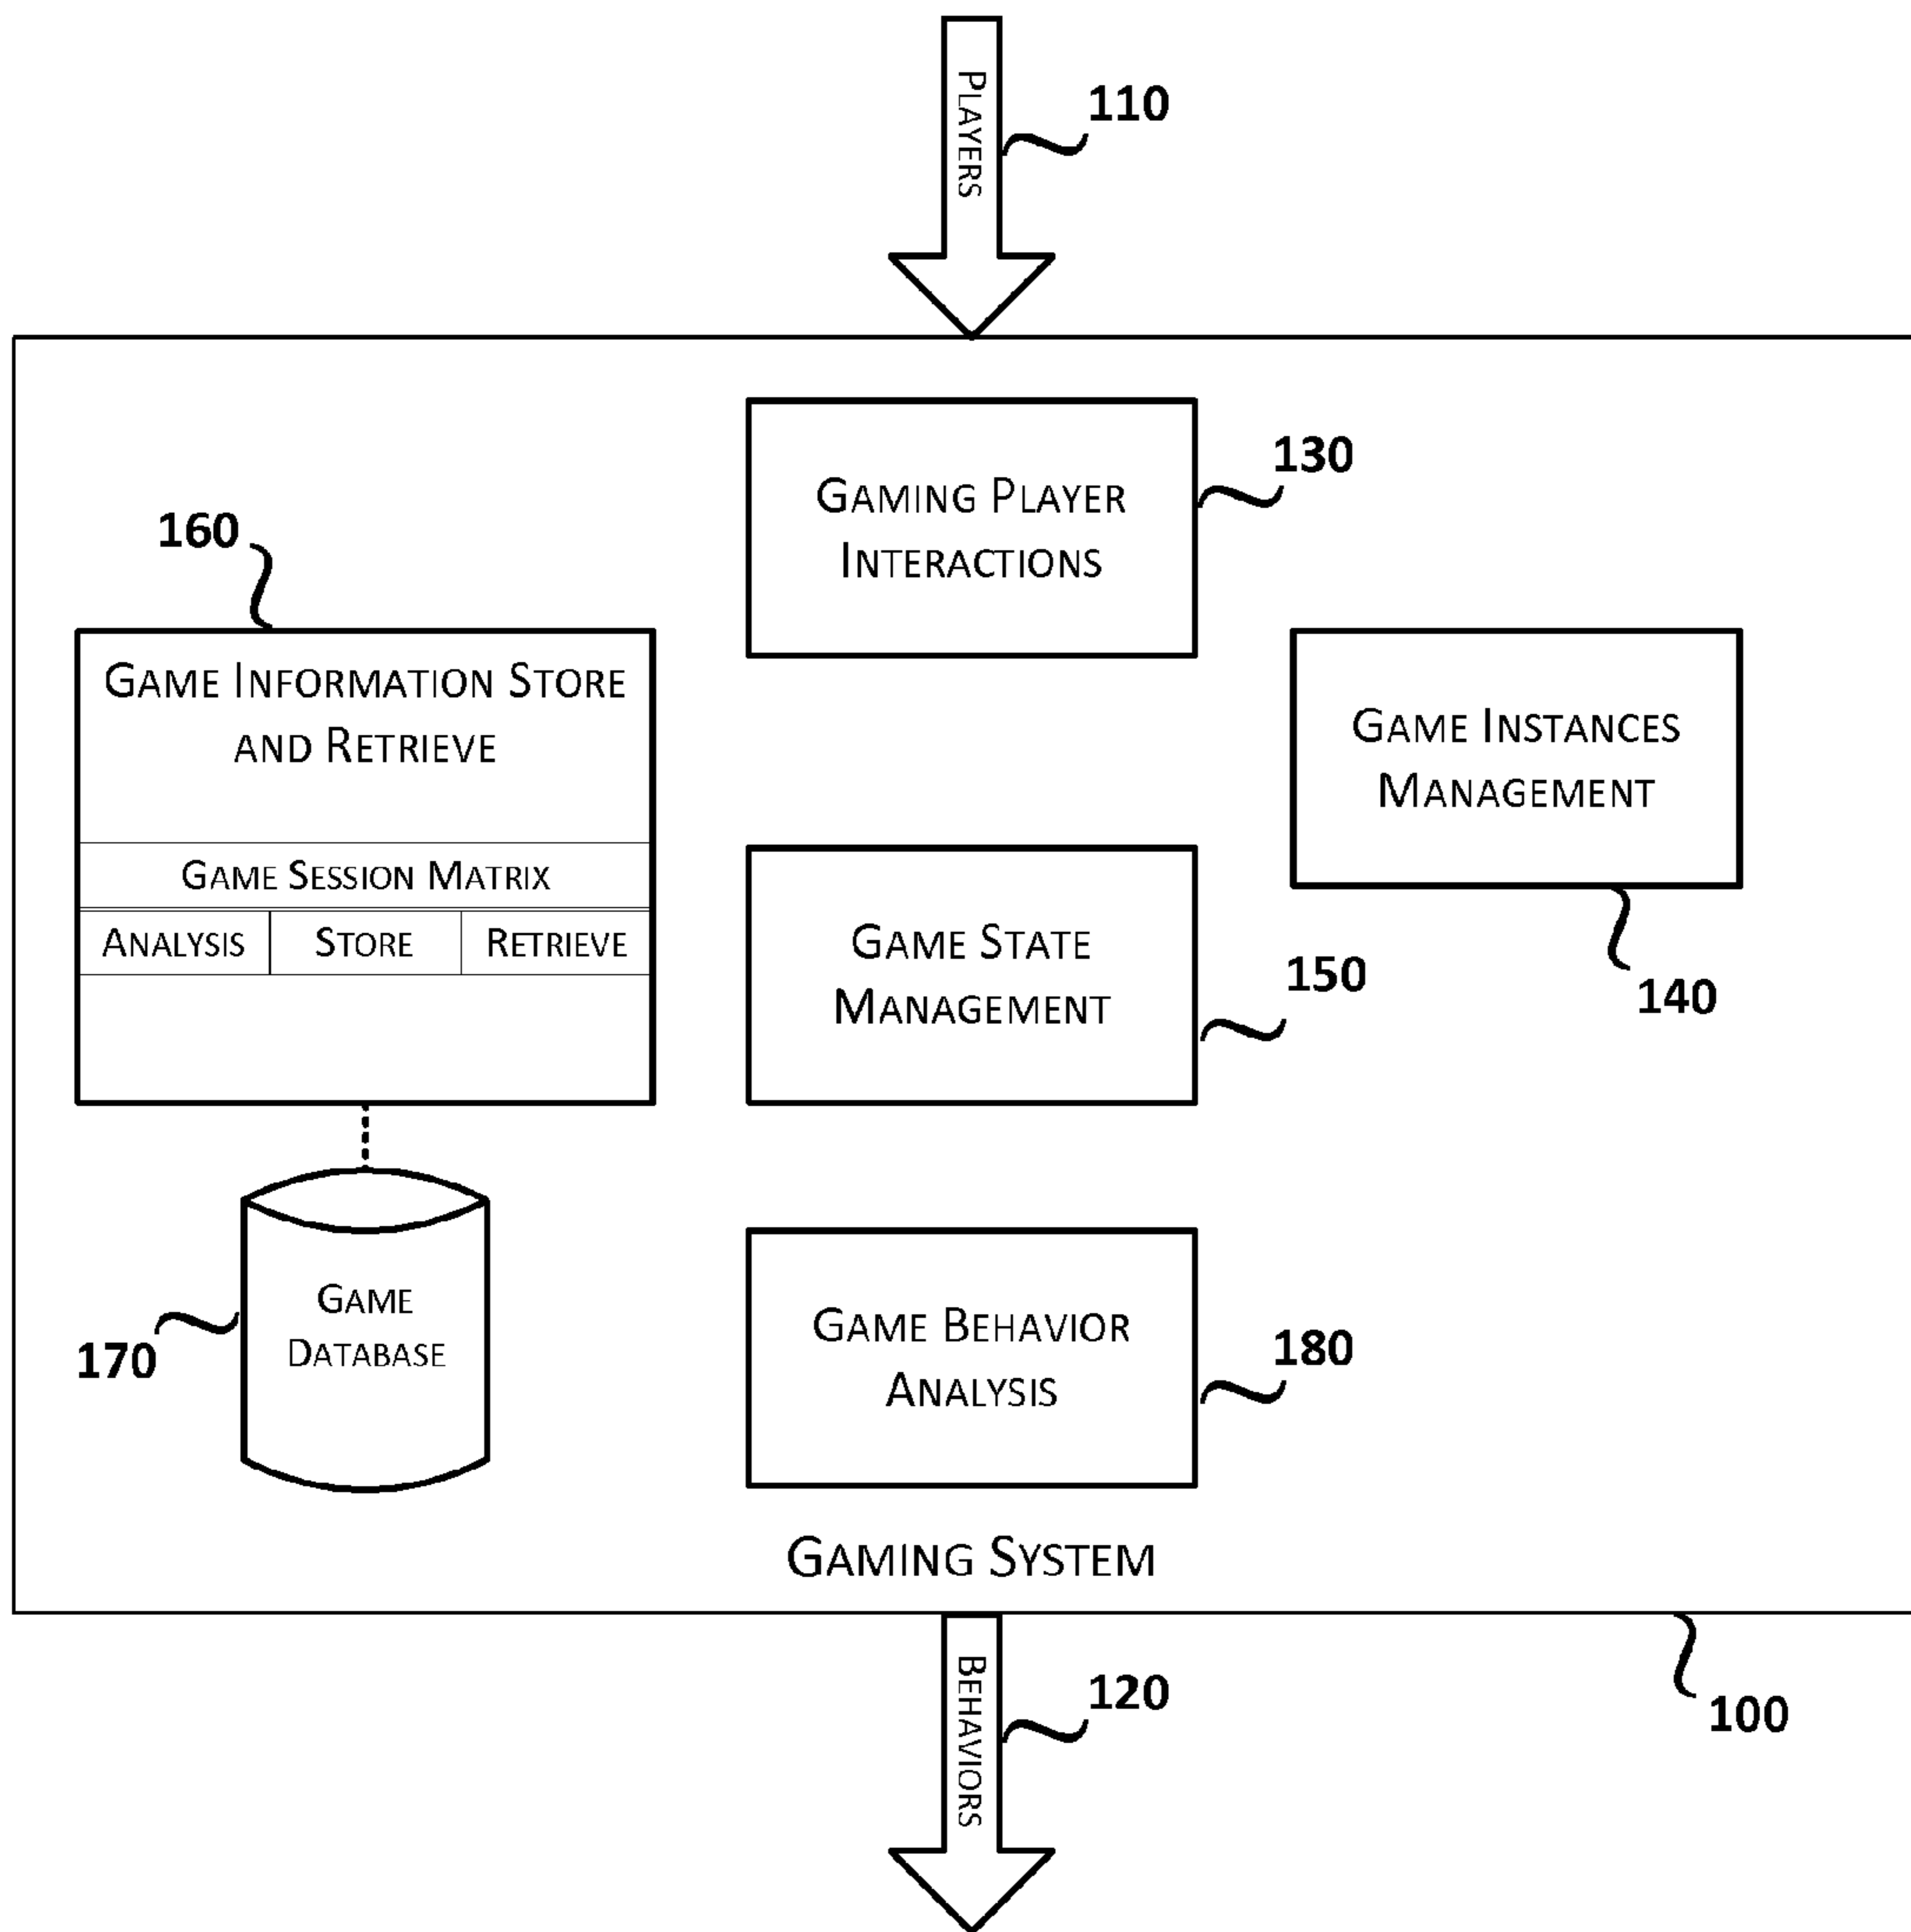 PLAYERS
110
GAMING PLAYER
INTERACTIONS
130
160
GAME INFORMATION STORE
AND RETRIEVE
GAME SESSION MATRIX
ANALYSIS STORE RETRIEVE
GAME INSTANCES
MANAGEMENT
140
GAME STATE
MANAGEMENT
150
GAME
DATABASE
170
GAME BEHAVIOR
ANALYSIS
180
GAMING SYSTEM
100
BEHAVIORS
120